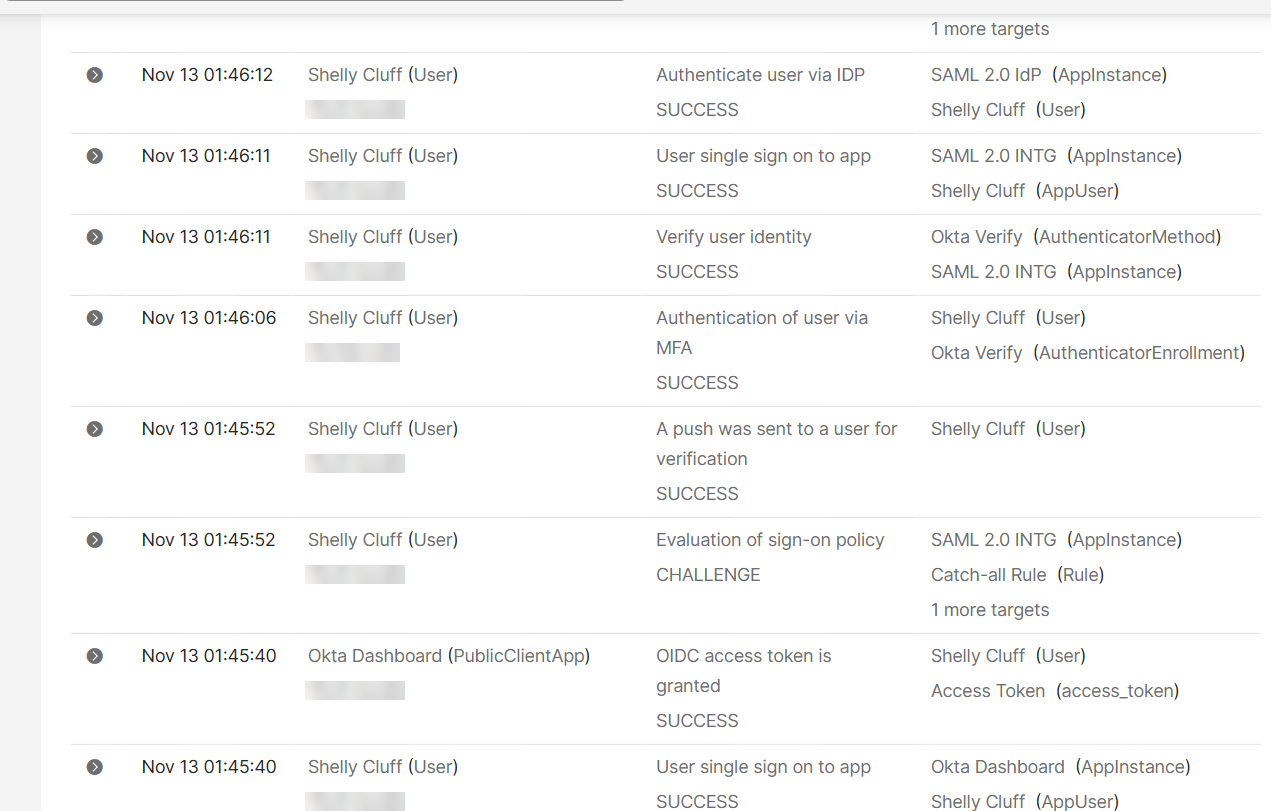 1 more targets
Nov 13 01:46:12 Shelly Cluff (User) Authenticate user via IDP SAML 2.0 IdP (AppInstance)
SUCCESS Shelly Cluff (User)
Nov 13 01:46:11 Shelly Cluff (User) User single sign on to app SAML 2.0 INTG (AppInstance)
SUCCESS Shelly Cluff (AppUser)
Nov 13 01:46:11 Shelly Cluff (User) Verify user identity Okta Verify (AuthenticatorMethod)
SUCCESS SAML 2.0 INTG (AppInstance)
Nov 13 01:46:06 Shelly Cluff (User) Authentication of user via Shelly Cluff (User)
MFA Okta Verify (AuthenticatorEnrollment)
SUCCESS
Nov 13 01:45:52 Shelly Cluff (User) A push was sent to a user for Shelly Cluff (User)
verification
SUCCESS
Nov 13 01:45:52 Shelly Cluff (User) Evaluation of sign-on policy SAML 2.0 INTG (AppInstance)
CHALLENGE Catch-all Rule (Rule)
1 more targets
Nov 13 01:45:40 Okta Dashboard (PublicClientApp) OIDC access token is Shelly Cluff (User)
granted Access Token (access_token)
SUCCESS
Nov 13 01:45:40 Shelly Cluff (User) User single sign on to app Okta Dashboard (AppInstance)
SUCCESS Shelly Cluff (AppUser)